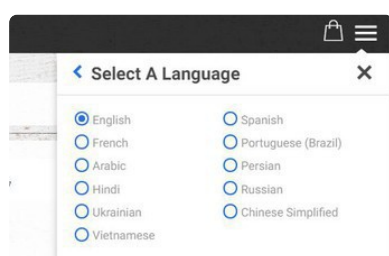 Select A Language
English
Spanish
French
Portuguese (Brazil)
Arabic
Persian
Hindi
Russian
Ukrainian
Chinese Simplified
Vietnamese